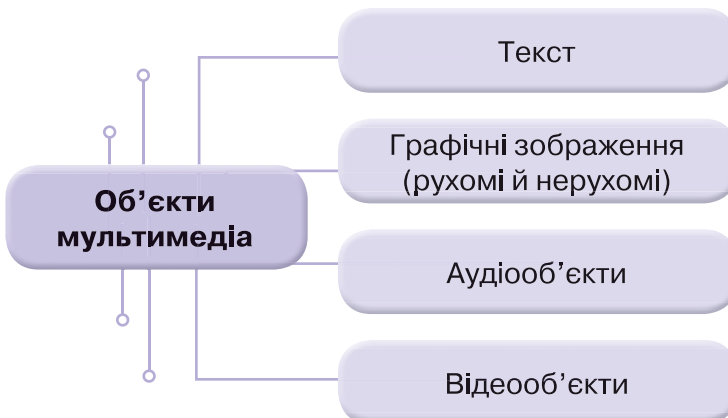 Об’єкти
мультимедіа
Текст
Графічні зображення
(рухомі й нерухомі)
Аудіооб’єкти
Відеооб’єкти